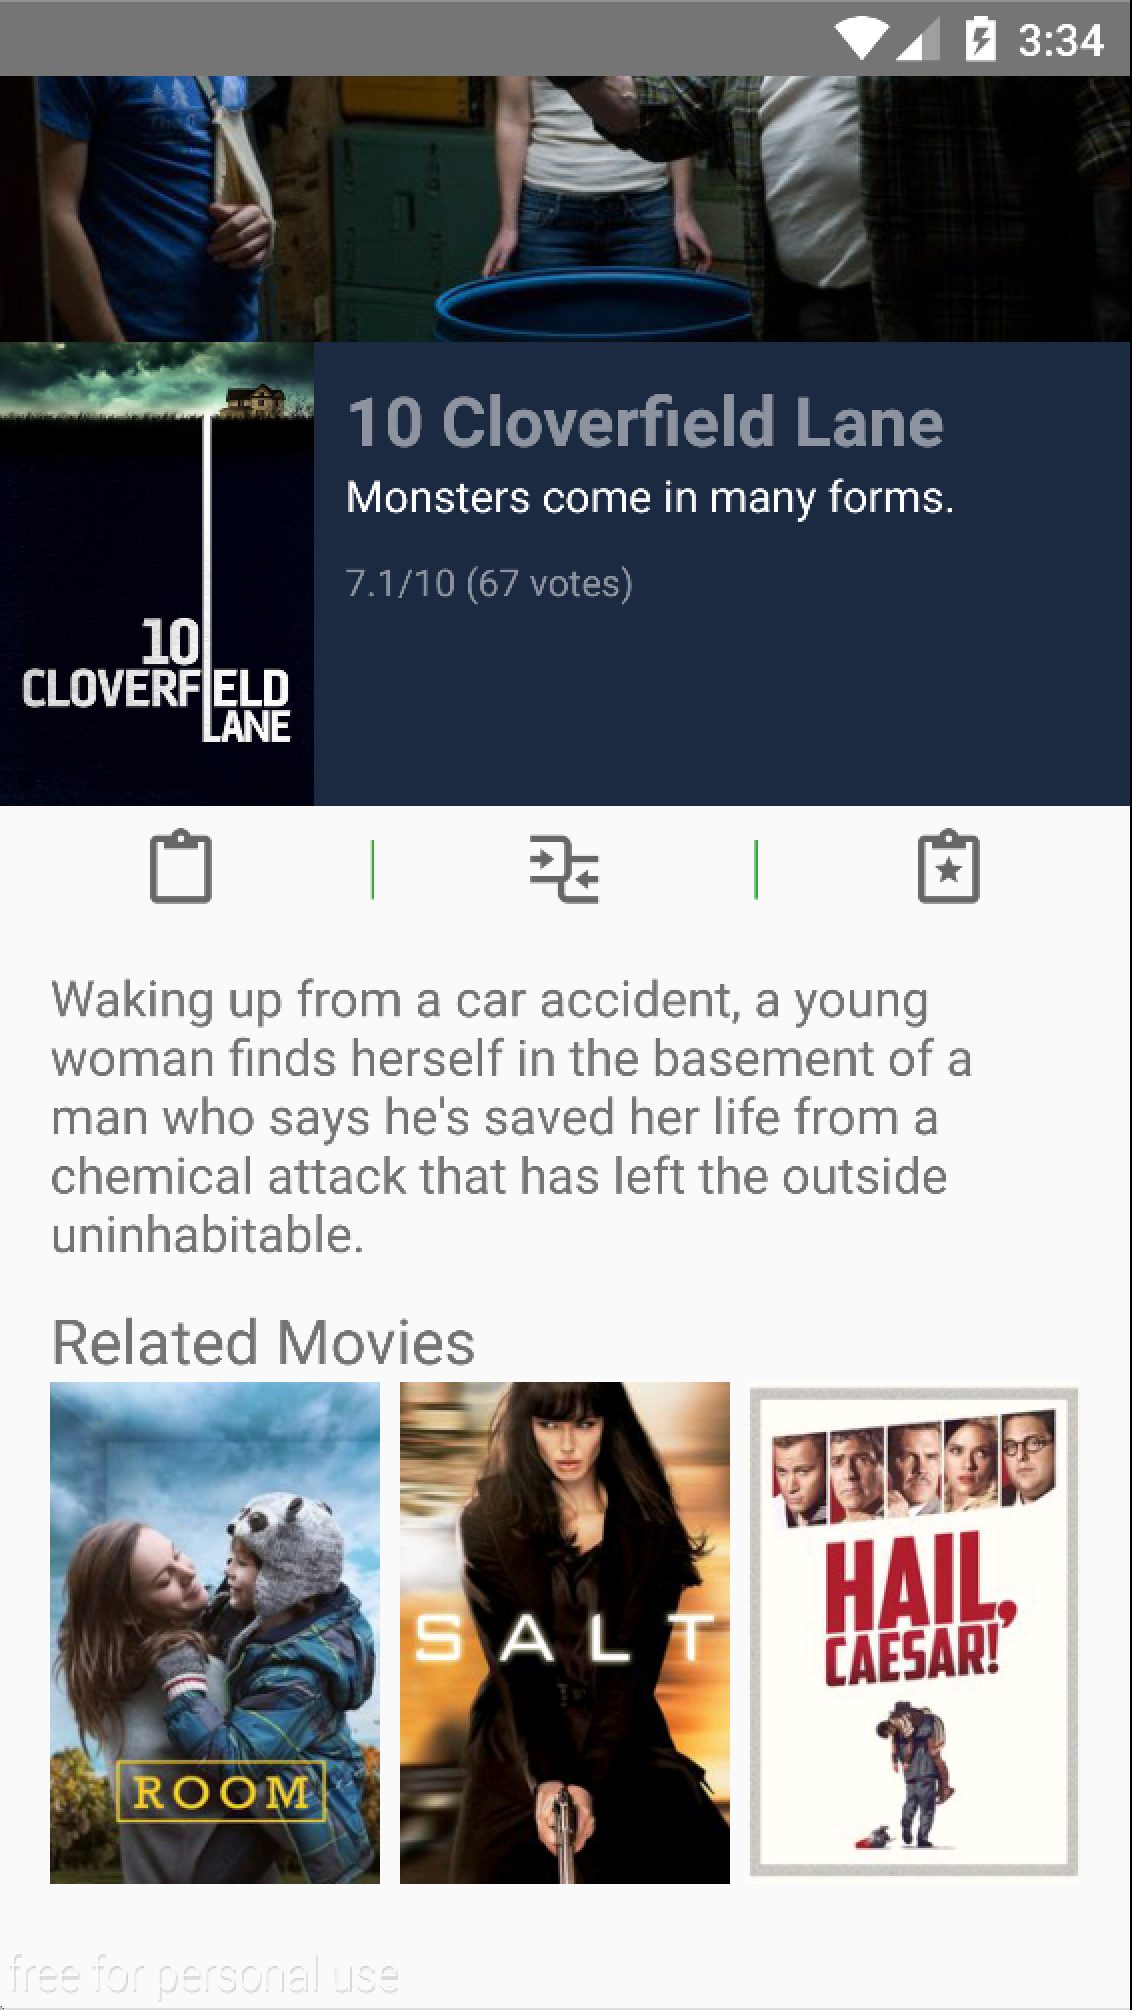 3:34
10 Cloverfield Lane
Monsters come in many forms.
7.1/10 (67 votes)
10
CLOVERFIELD
LANE
Waking up from a car accident, a young
woman finds herself in the basement of a
man who says he's saved her life from a
chemical attack that has left the outside
uninhabitable.
Related Movies
ROOM
SALT
HAIL,
CAESAR!
free for personal use